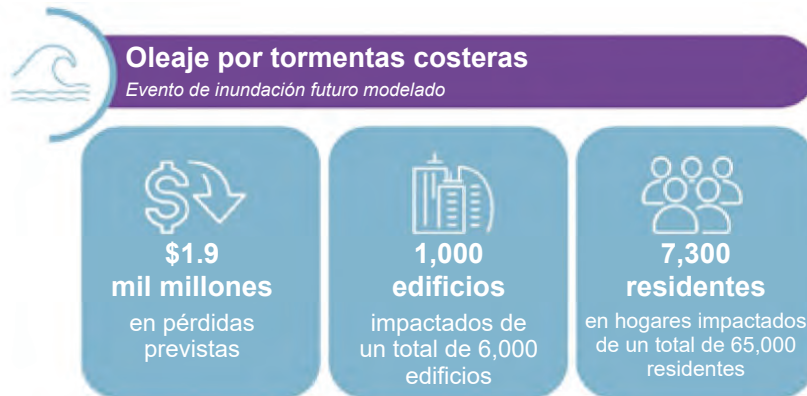 Oleaje por tormentas costeras
Evento de inundación futuro modelado
$1.9
mil millones
en pérdidas
previstas
1,000
edificios
impactados de
un total de 6,000
edificios
7,300
residentes
en hogares impactados
de un total de 65,000
residentes